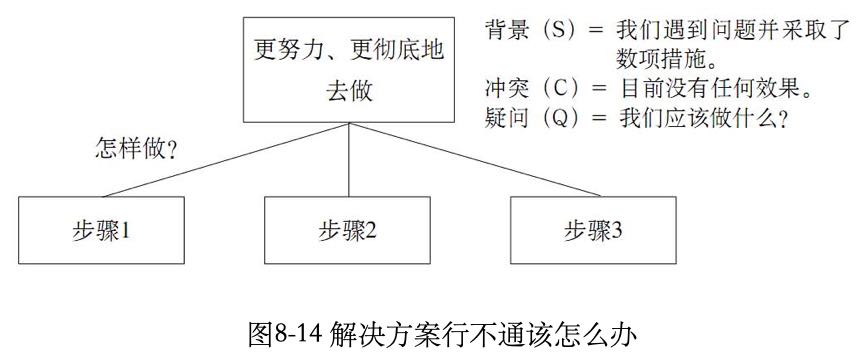 更努力、更彻底地
去做
背景（S）＝ 我们遇到问题并采取了
数项措施。
冲突（C）＝ 目前没有任何效果。
疑问（Q）＝ 我们应该做什么？
怎样做？
步骤1
步骤2
步骤3
图8-14 解决方案行不通该怎么办